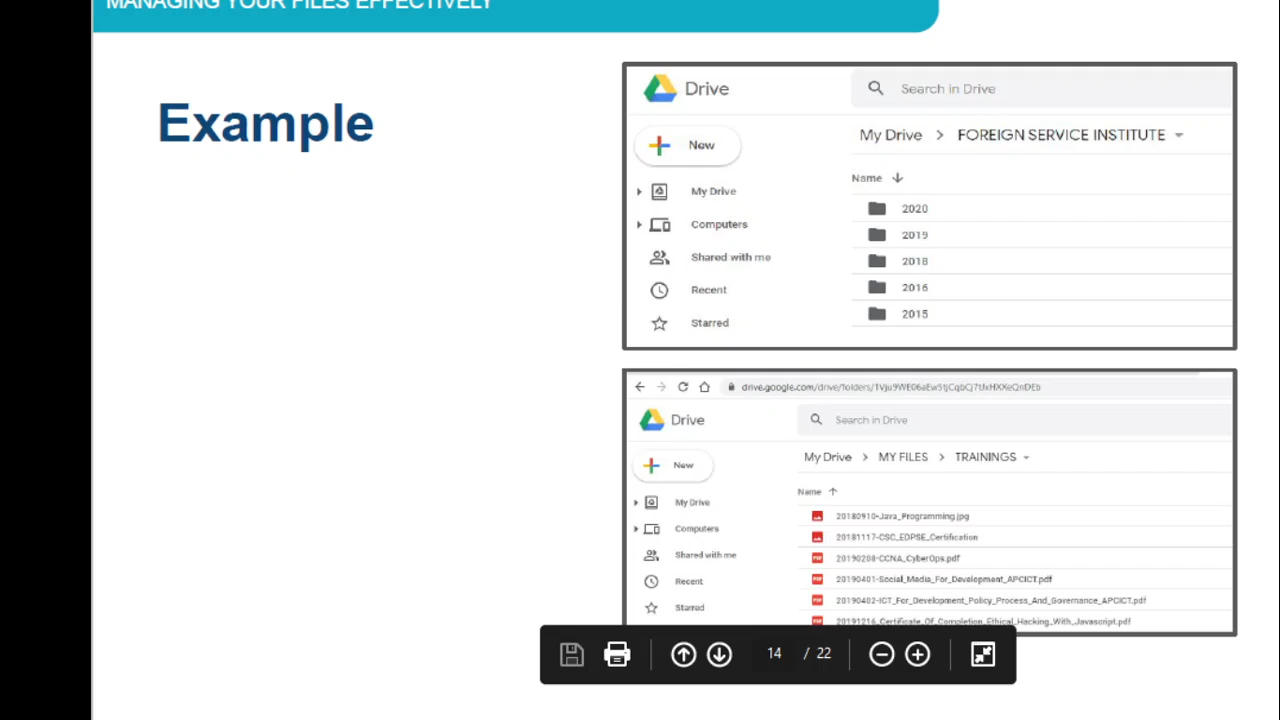 MANAGING YOUR FILES EFFECTIVELY
Example
Drive
Search in Drive
New
My Drive > FOREIGN SERVICE INSTITUTE
Name
My Drive
Computers
Shared with me
Recent
Starred
2020
2019
2018
2016
2015
Drive
Search in Drive
New
My Drive > MY FILES > TRAININGS
Name
My Drive
Computers
Shared with me
Recent
Starred
20180910-Java_Programming.jpg
20181117-CSC_EDPSE_Certification
20190208-CCNA_CyberOps.pdf
20190401-Social_Media_For_Development_APCICT.pdf
20190402-ICT_For_Development_Policy_Process_And_Governance_APCICT.pdf
20191216_Certificate_Of_Completion_Ethical_Hacking_With_Javascript.pdf
14 / 22